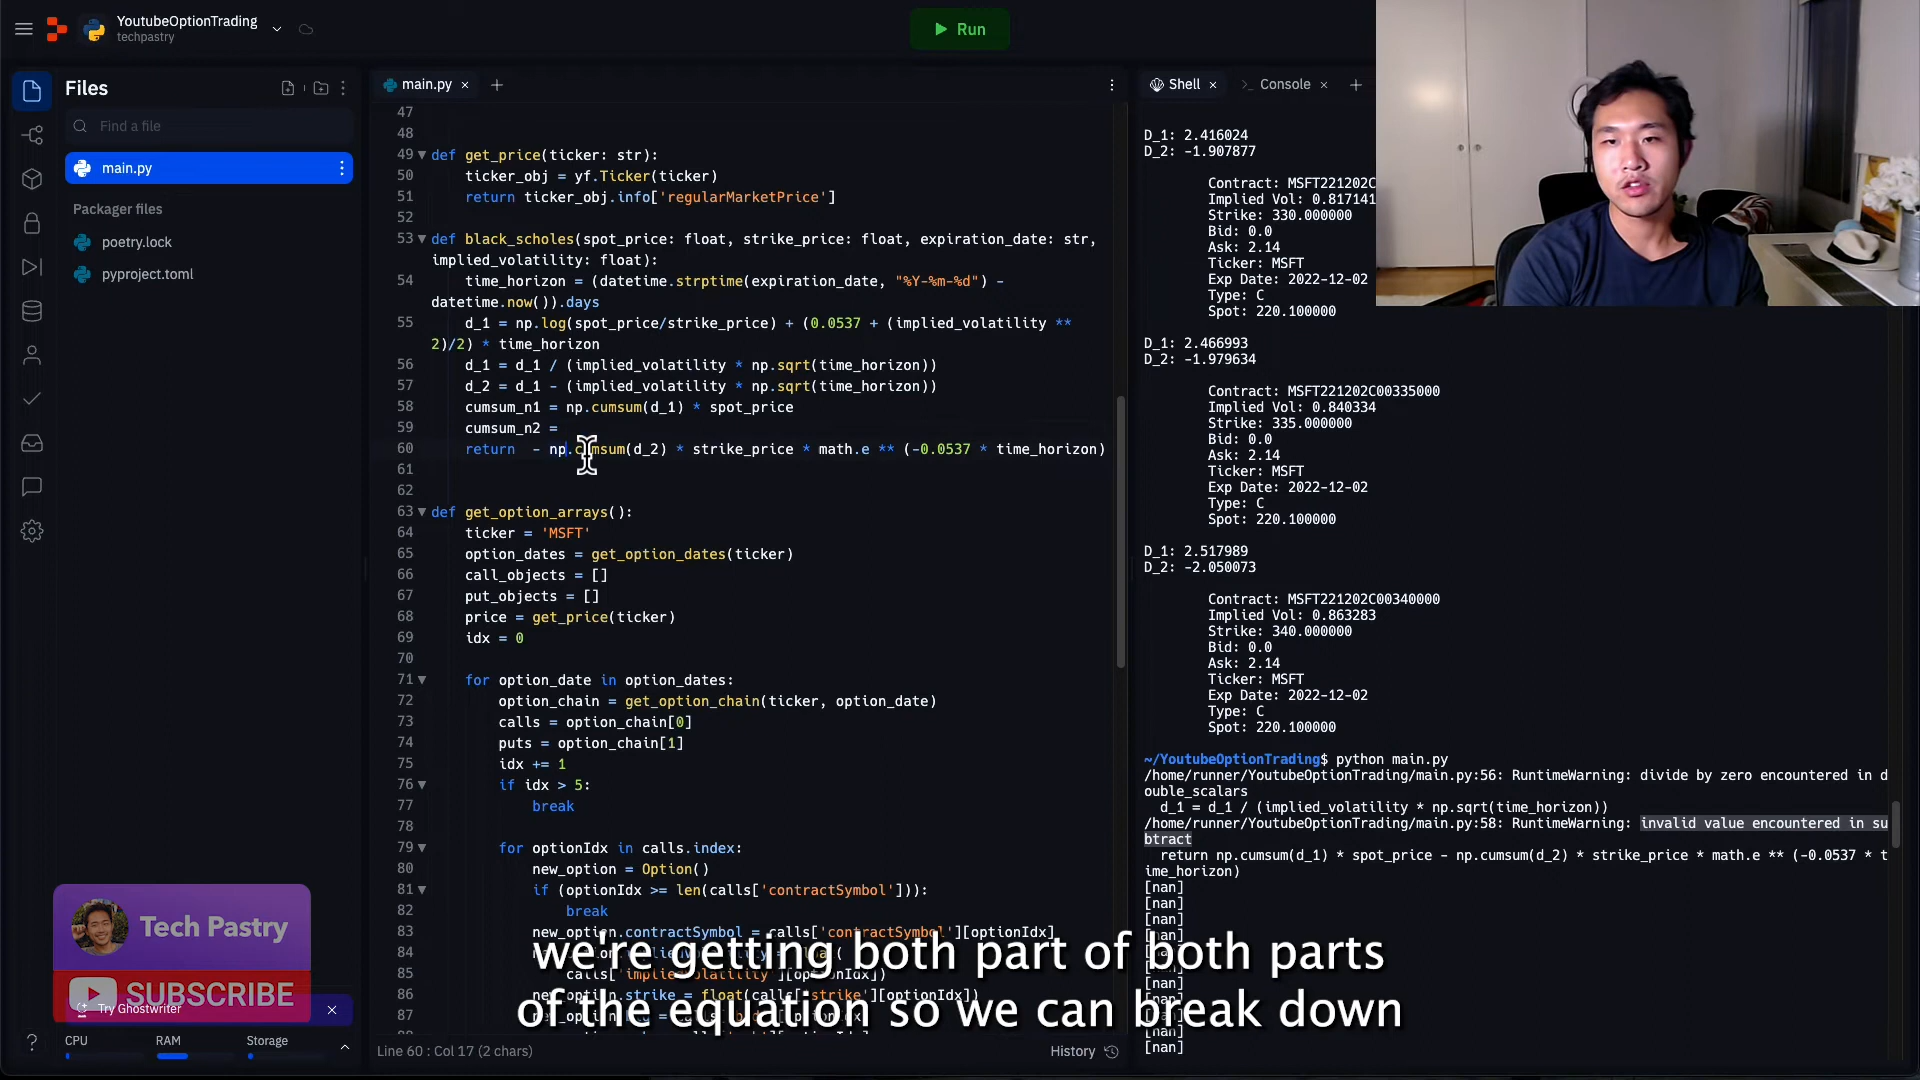 YoutubeOptionTrading
techpastry
Run
Files
Find a file
main.py
Packager files
poetry.lock
pyproject.toml
main.py
47
48
49 def get_price(ticker: str):
50 ticker_obj = yf.Ticker(ticker)
51 return ticker_obj.info['regularMarketPrice']
52
53 def black_scholes(spot_price: float, strike_price: float, expiration_date: str,
implied_volatility: float):
54 time_horizon = (datetime.strptime(expiration_date, "%Y-%m-%d") -
datetime.now()).days
55 d_1 = np.log(spot_price/strike_price) + (0.0537 + (implied_volatility **
2)/2) * time_horizon
56 d_1 = d_1 / (implied_volatility * np.sqrt(time_horizon))
57 d_2 = d_1 - (implied_volatility * np.sqrt(time_horizon))
58 cumsum_n1 = np.cumsum(d_1) * spot_price
59 cumsum_n2 =
60 return - np.cumsum(d_2) * strike_price * math.e ** (-0.0537 * time_horizon)
61
62
63 def get_option_arrays():
64 ticker = 'MSFT'
65 option_dates = get_option_dates(ticker)
66 call_objects = []
67 put_objects = []
68 price = get_price(ticker)
69 idx = 0
70
71 for option_date in option_dates:
72 option_chain = get_option_chain(ticker, option_date)
73 calls = option_chain[0]
74 puts = option_chain[1]
75 idx += 1
76 if idx > 5:
77 break
78
79 for optionIdx in calls.index:
80 new_option = Option()
81 if (optionIdx >= len(calls['contractSymbol'])):
82 break
83 new_option.contractSymbol = calls['contractSymbol'][optionIdx]
84
85 calls['impliedVolatility'][optionIdx])
86 new_option.strike = float(calls['strike'][optionIdx])
87
Line 60 : Col 17 (2 chars)
History
Shell
Console
D_1: 2.416024
D_2: -1.907877
Contract: MSFT221202C
Implied Vol: 0.817141
Strike: 330.000000
Bid: 0.0
Ask: 2.14
Ticker: MSFT
Exp Date: 2022-12-02
Type: C
Spot: 220.100000
D_1: 2.466993
D_2: -1.979634
Contract: MSFT221202C00335000
Implied Vol: 0.840334
Strike: 335.000000
Bid: 0.0
Ask: 2.14
Ticker: MSFT
Exp Date: 2022-12-02
Type: C
Spot: 220.100000
D_1: 2.517989
D_2: -2.050073
Contract: MSFT221202C00340000
Implied Vol: 0.863283
Strike: 340.000000
Bid: 0.0
Ask: 2.14
Ticker: MSFT
Exp Date: 2022-12-02
Type: C
Spot: 220.100000
~/YoutubeOptionTrading$ python main.py
/home/runner/YoutubeOptionTrading/main.py:56: RuntimeWarning: divide by zero encountered in d
ouble_scalars
d_1 = d_1 / (implied_volatility * np.sqrt(time_horizon))
/home/runner/YoutubeOptionTrading/main.py:58: RuntimeWarning: invalid value encountered in su
btract
return np.cumsum(d_1) * spot_price - np.cumsum(d_2) * strike_price * math.e ** (-0.0537 * t
ime_horizon)
[nan]
[nan]
[nan]
[nan]
[nan]
[nan]
[nan]
[nan]
[nan]
[nan]
[nan]
Tech Pastry
SUBSCRIBE
Try Ghostwriter
CPU
RAM
Storage
we're getting both part of both parts
of the equation so we can break down